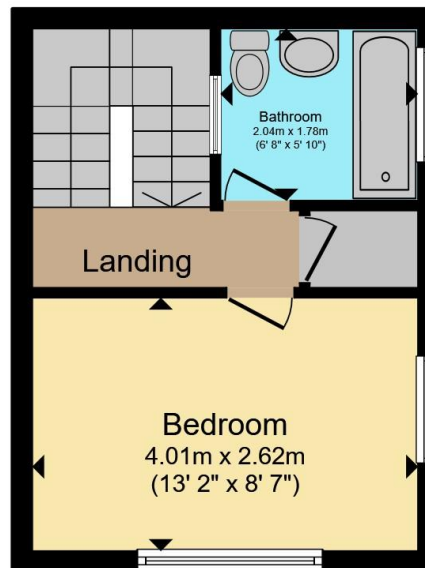 Bathroom
2.04m x 1.78m
(6' 8" x 5' 10")
Landing
Bedroom
4.01m x 2.62m
(13' 2" x 8' 7")